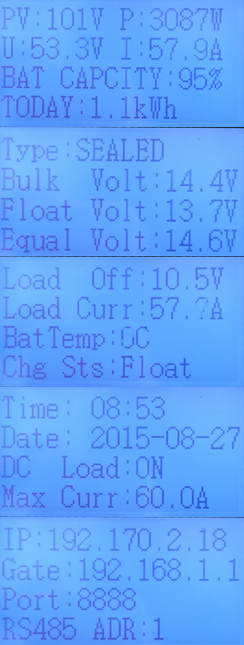 PV:101V P:3087W
U:53.3V I:57.9A
BAT CAPCITY:95%
TODAY:1.1kWh
Type:SEALED
Bulk Volt:14.4V
Float Volt:13.7V
Equal Volt:14.6V
Load Off:10.5V
Load Curr:57.?A
BatTemp:0C
Chg Sts:Float
Time: 08:53
Date: 2015-08-27
DC Load:ON
Max Curr:60.0A
IP:192.170.2.18
Gate:192.168.1.1
Port:8888
RS485 ADR:1